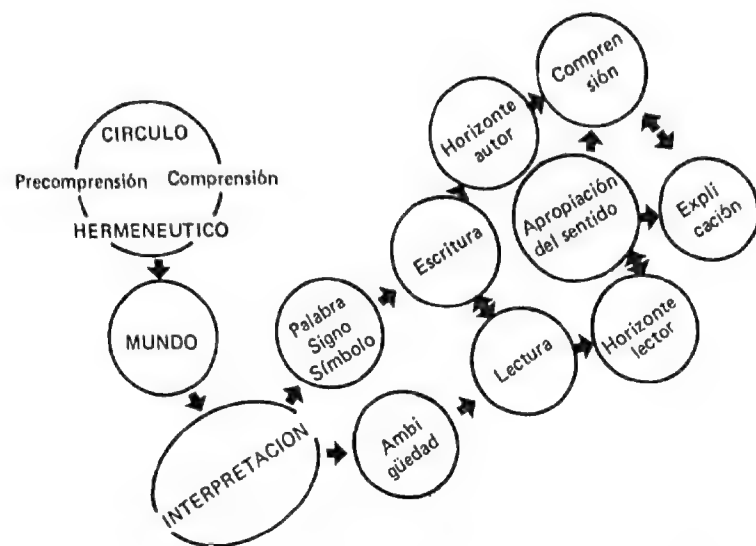 CIRCULO
Precomprensión Comprensión
HERMENEUTICO
MUNDO
INTERPRETACION
Palabra
Signo
Símbolo
Ambi
güedad
Escritura
Lectura
Horizonte
autor
Horizonte
lector
Apropiación
del sentido
Compren
sión
Expli
cación